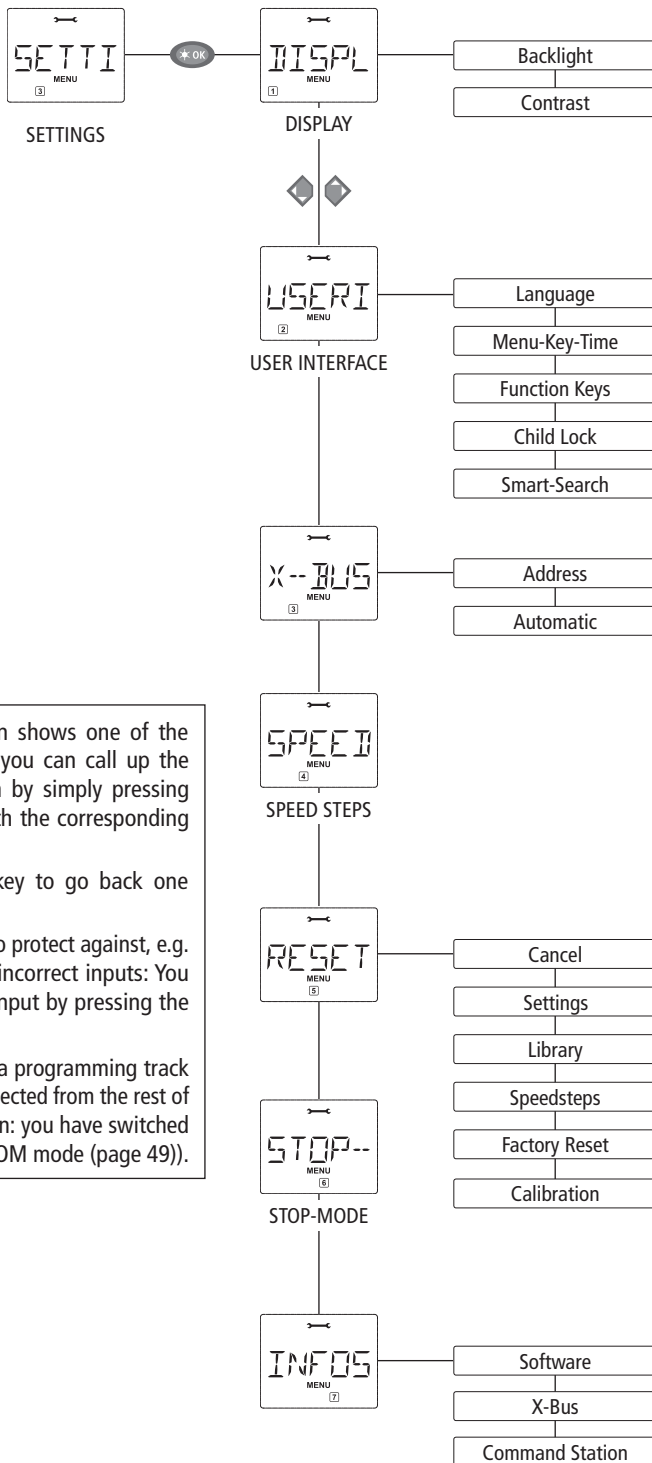 SETTI
MENU
3
SETTINGS
OK
DISPL
MENU
1
DISPLAY
Backlight
Contrast
USERI
MENU
2
USER INTERFACE
Language
Menu-Key-Time
Function Keys
Child Lock
Smart-Search
X--BUS
MENU
3
Address
Automatic
SPEED
MENU
4
SPEED STEPS
shows one of the
you can call up the
by simply pressing
the corresponding
key to go back one
protect against, e.g.
incorrect inputs: You
input by pressing the
a programming track
ected from the rest of
n: you have switched
OM mode (page 49)).
RESET
MENU
5
Cancel
Settings
Library
Speedsteps
Factory Reset
Calibration
STOP--
MENU
6
STOP-MODE
INFOS
MENU
7
Software
X-Bus
Command Station